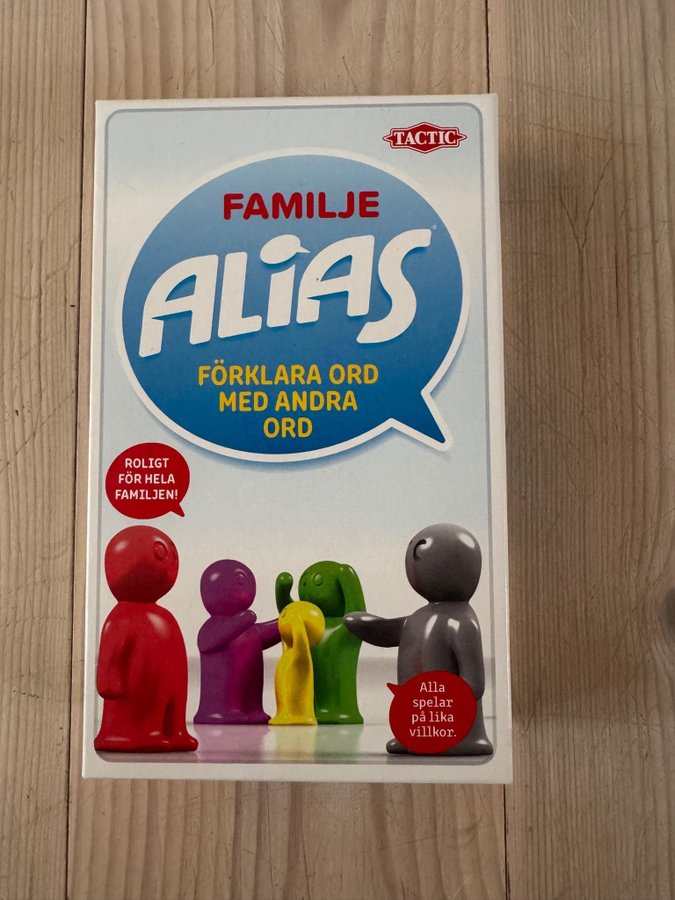 TACTIC
FAMILJE
ALiAS®
FÖRKLARA ORD
MED ANDRA
ORD
ROLIGT
FÖR HELA
FAMILJEN!
Alla
spelar
på lika
villkor.